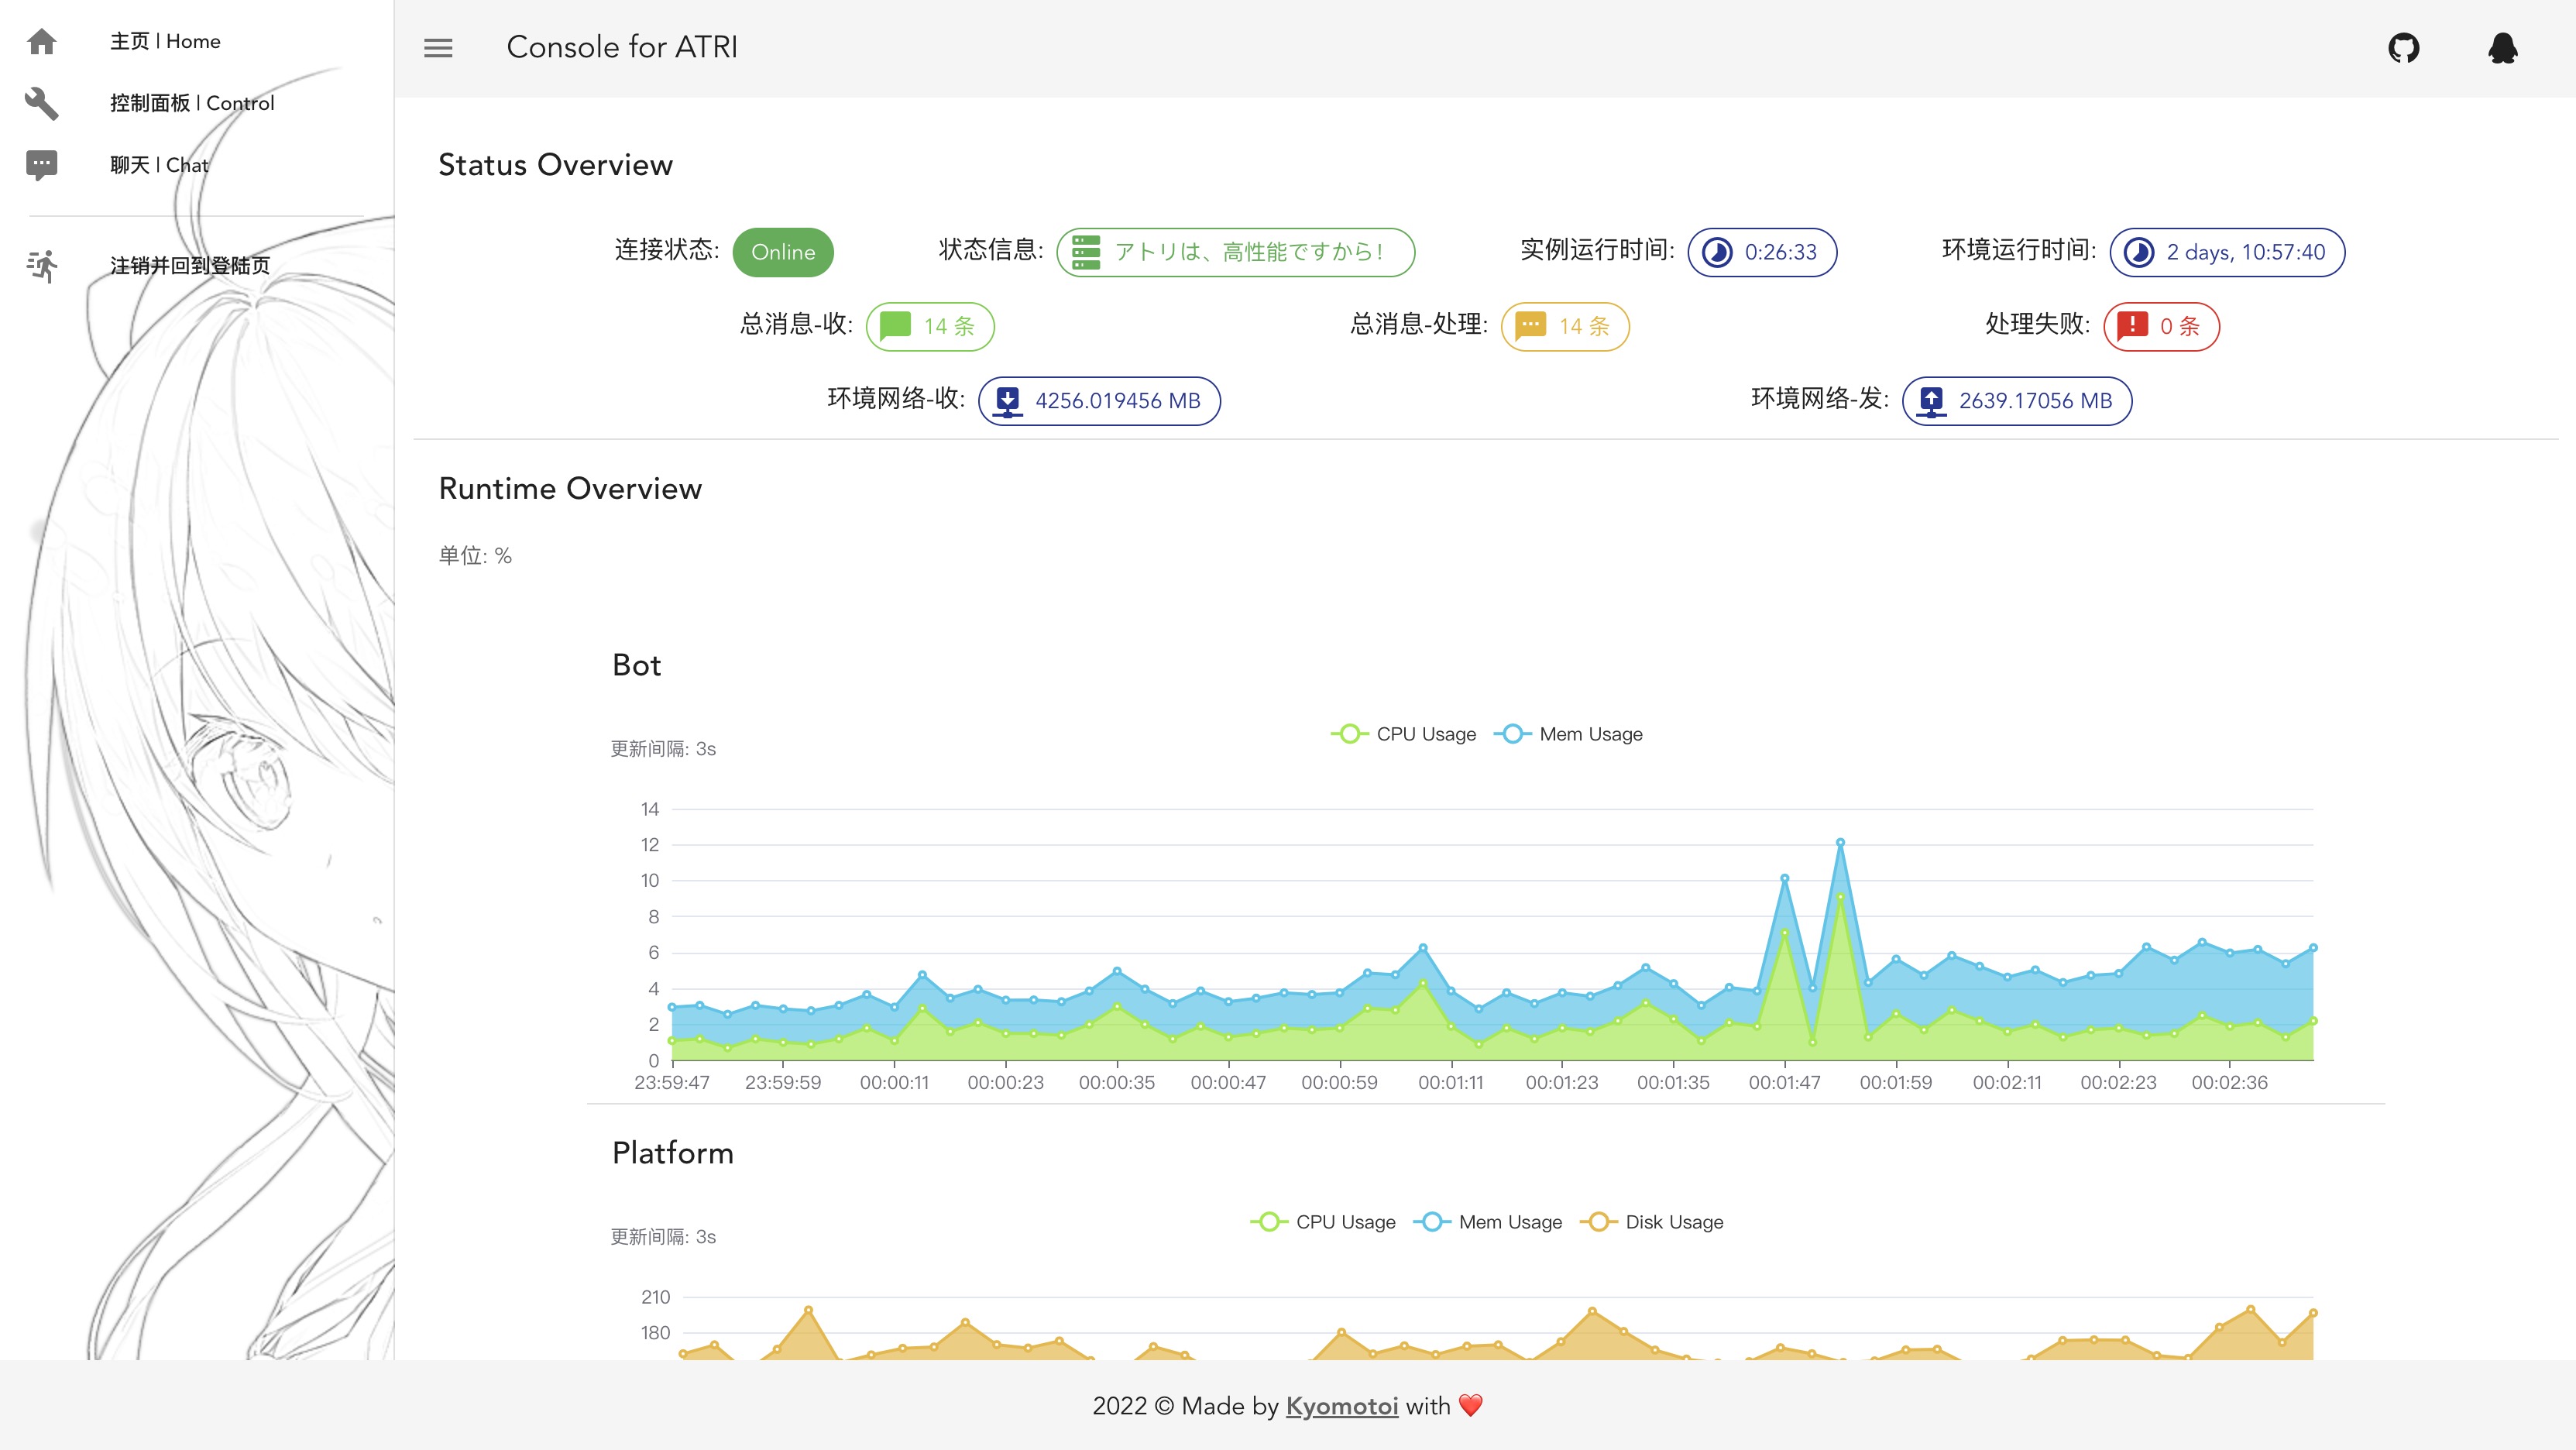 主页 | Home
控制面板 | Control
聊天 | Chat
注销并回到登陆页
Console for ATRI
Status Overview
连接状态: Online 状态信息: アトリは、高性能ですから! 实例运行时间: 0:26:33 环境运行时间: 2 days, 10:57:40
总消息-收: 14 条 总消息-处理: 14 条 处理失败: 0 条
环境网络-收: 4256.019456 MB 环境网络-发: 2639.17056 MB
Runtime Overview
单位: %
Bot
CPU Usage Mem Usage
更新间隔: 3s
14
12
10
8
6
4
2
0
23:59:47 23:59:59 00:00:11 00:00:23 00:00:35 00:00:47 00:00:59 00:01:11 00:01:23 00:01:35 00:01:47 00:01:59 00:02:11 00:02:23 00:02:36
Platform
CPU Usage Mem Usage Disk Usage
更新间隔: 3s
210
180
2022 © Made by Kyomotoi with ❤️